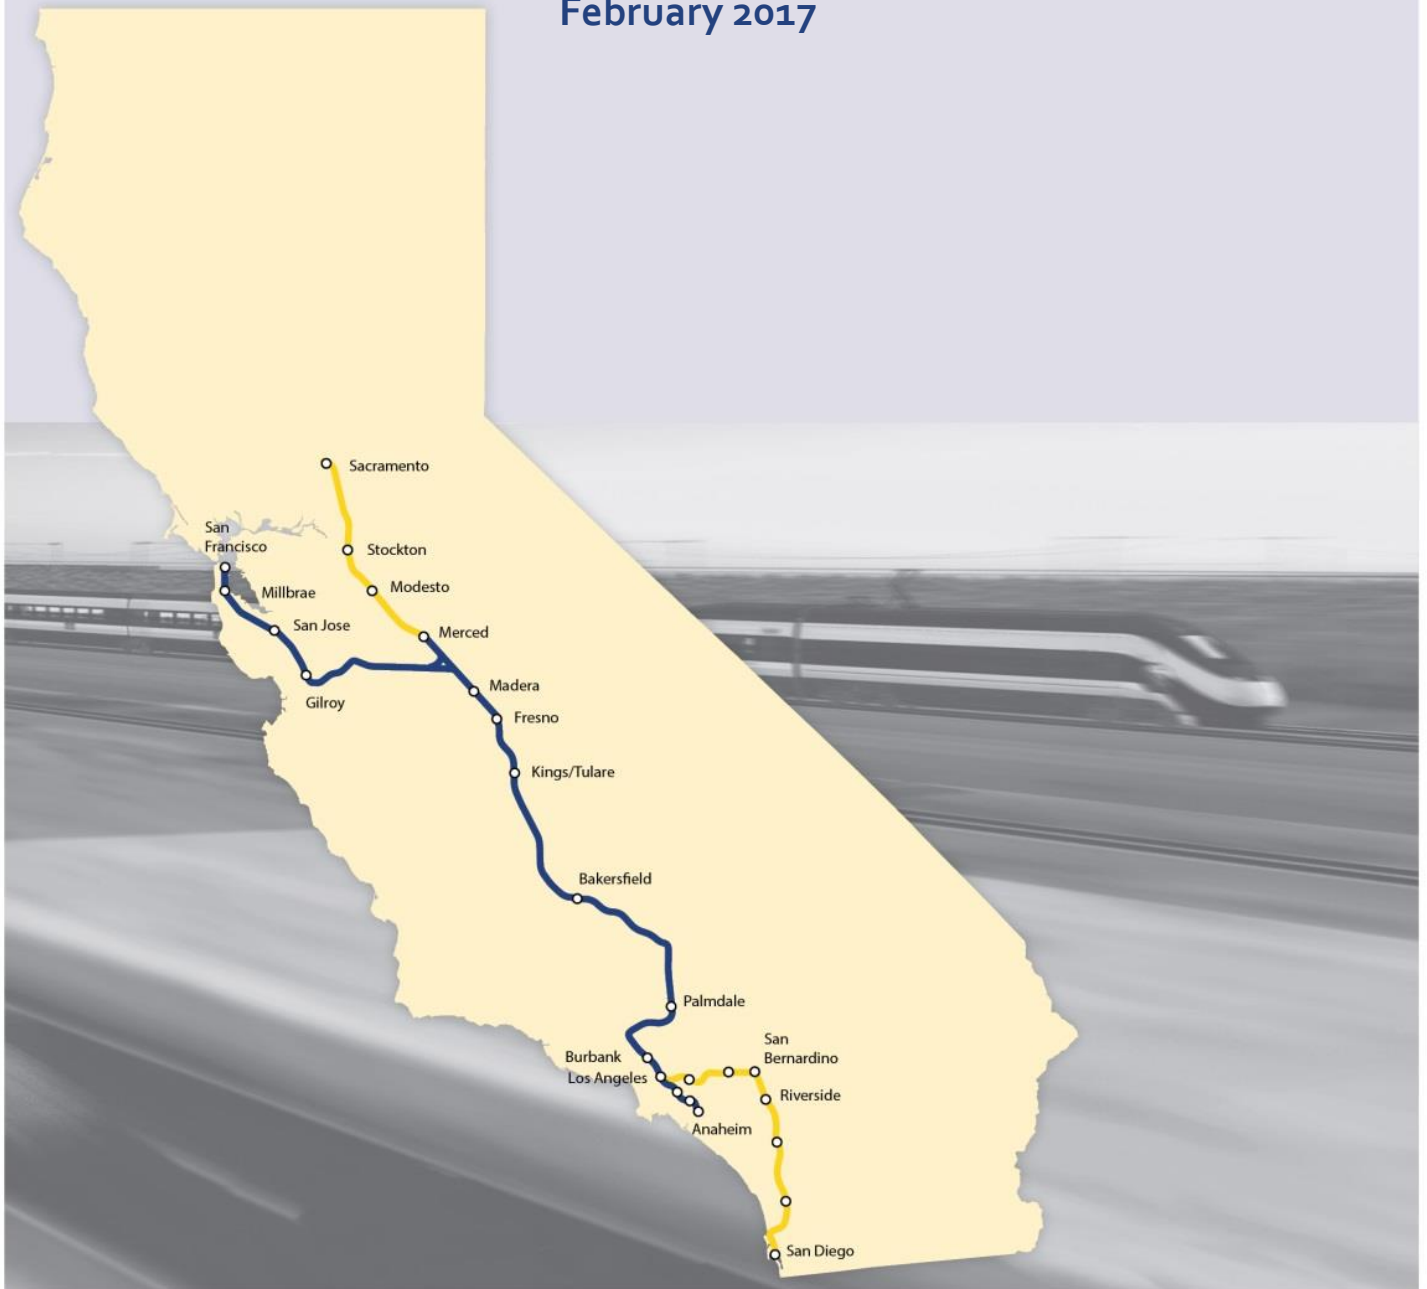 February 2017
Sacramento
San
Francisco
Stockton
Modesto
Millbrae
San Jose
Merced
Gilroy
Madera
Fresno
Kings/Tulare
Bakersfield
Palmdale
Burbank
Los Angeles
San
Bernardino
Riverside
Anaheim
San Diego